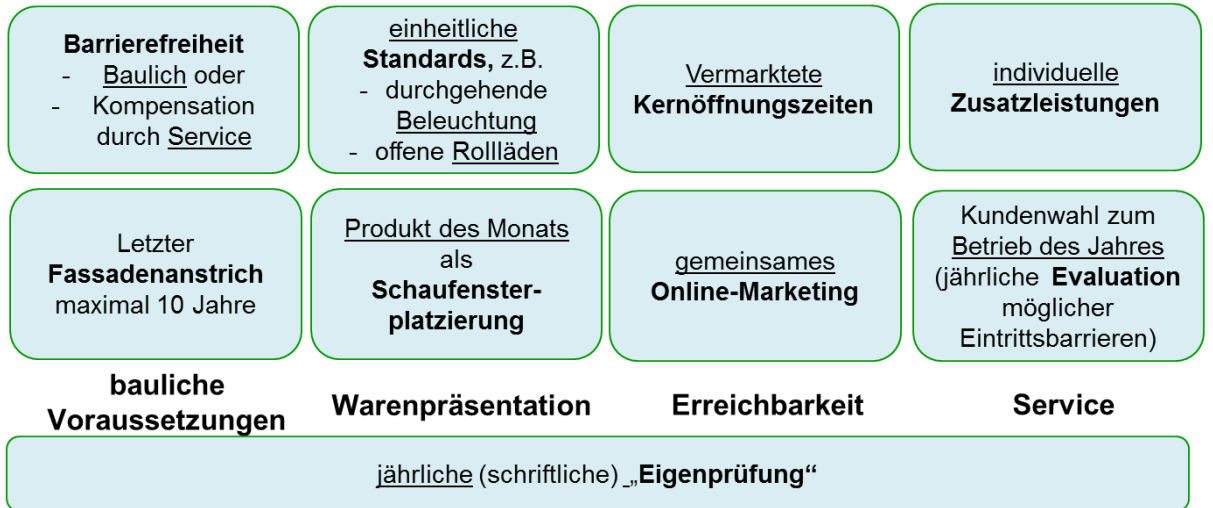 Barrierefreiheit
- Baulich oder
- Kompensation
durch Service
einheitliche
Standards, z.B.
- durchgehende
Beleuchtung
- offene Rollläden
Vermarktete
Kernöffnungszeiten
individuelle
Zusatzleistungen
Letzter
Fassadenanstrich
maximal 10 Jahre
Produkt des Monats
als
Schaufenster-
platzierung
gemeinsames
Online-Marketing
Kundenwahl zum
Betrieb des Jahres
(jährliche Evaluation
möglicher
Eintrittsbarrieren)
bauliche
Voraussetzungen
Warenpräsentation
Erreichbarkeit
Service
jährliche (schriftliche) „Eigenprüfung“